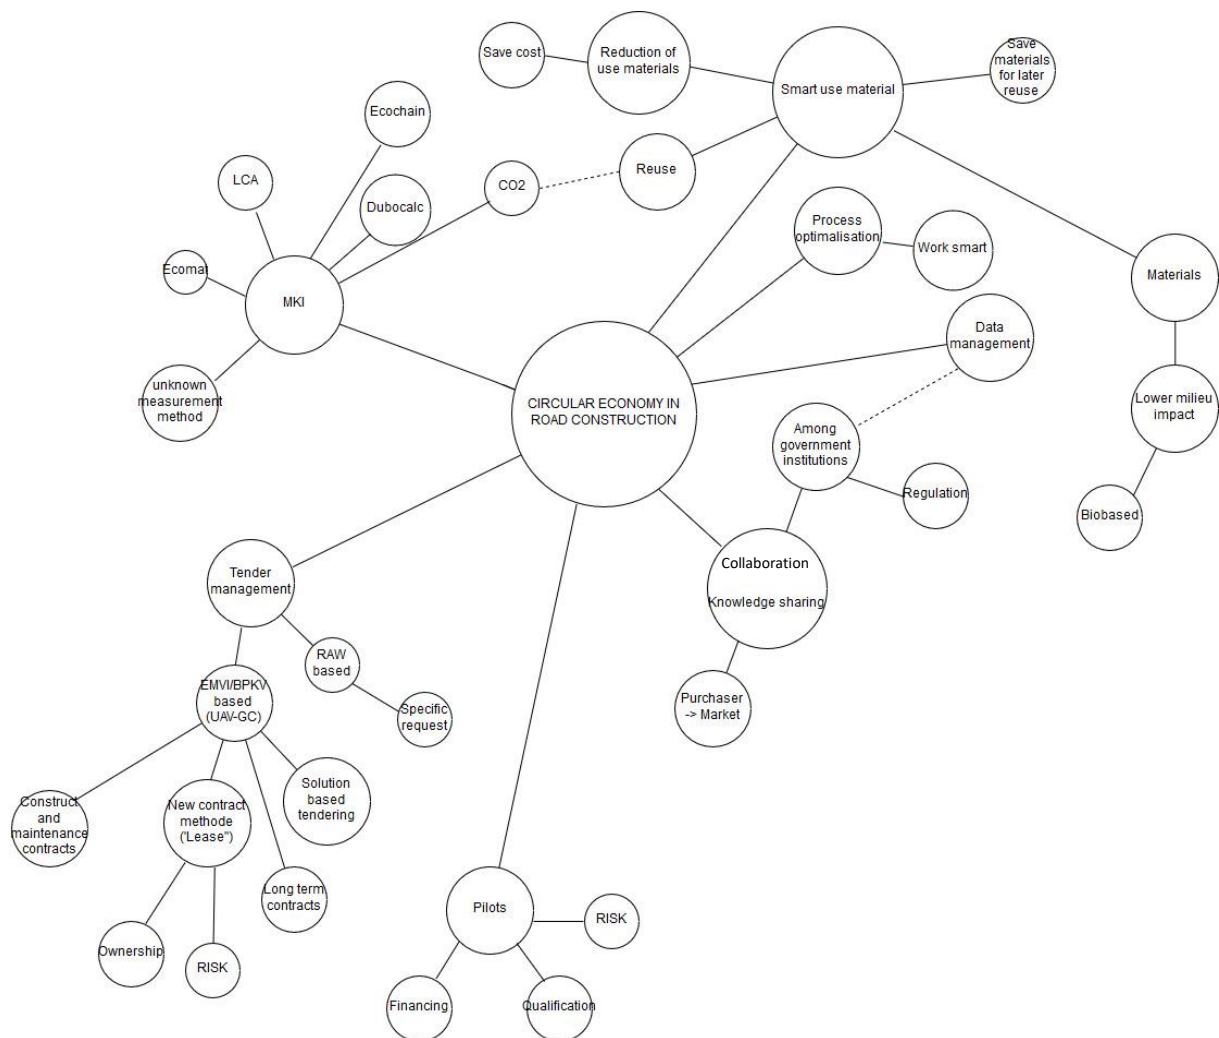 Save cost
Reduction of
use materials
Smart use material
Save
materials
for later
reuse
Ecochain
LCA
CO2
Reuse
Dubocalc
Process
optimalisation
Work smart
Ecomat
MKI
Materials
Data
management
unknown
measurement
method
CIRCULAR ECONOMY IN
ROAD CONSTRUCTION
Lower milieu
impact
Among
government
institutions
Regulation
Biobased
Tender
management
Collaboration
Knowledge sharing
RAW
based
EMVI/BPKV
based
(UAV-GC)
Specific
request
Purchaser
-> Market
Construct
and
maintenance
contracts
New contract
methode
('Lease")
Solution
based
tendering
Long term
contracts
Pilots
RISK
Ownership
RISK
Financing
Qualification